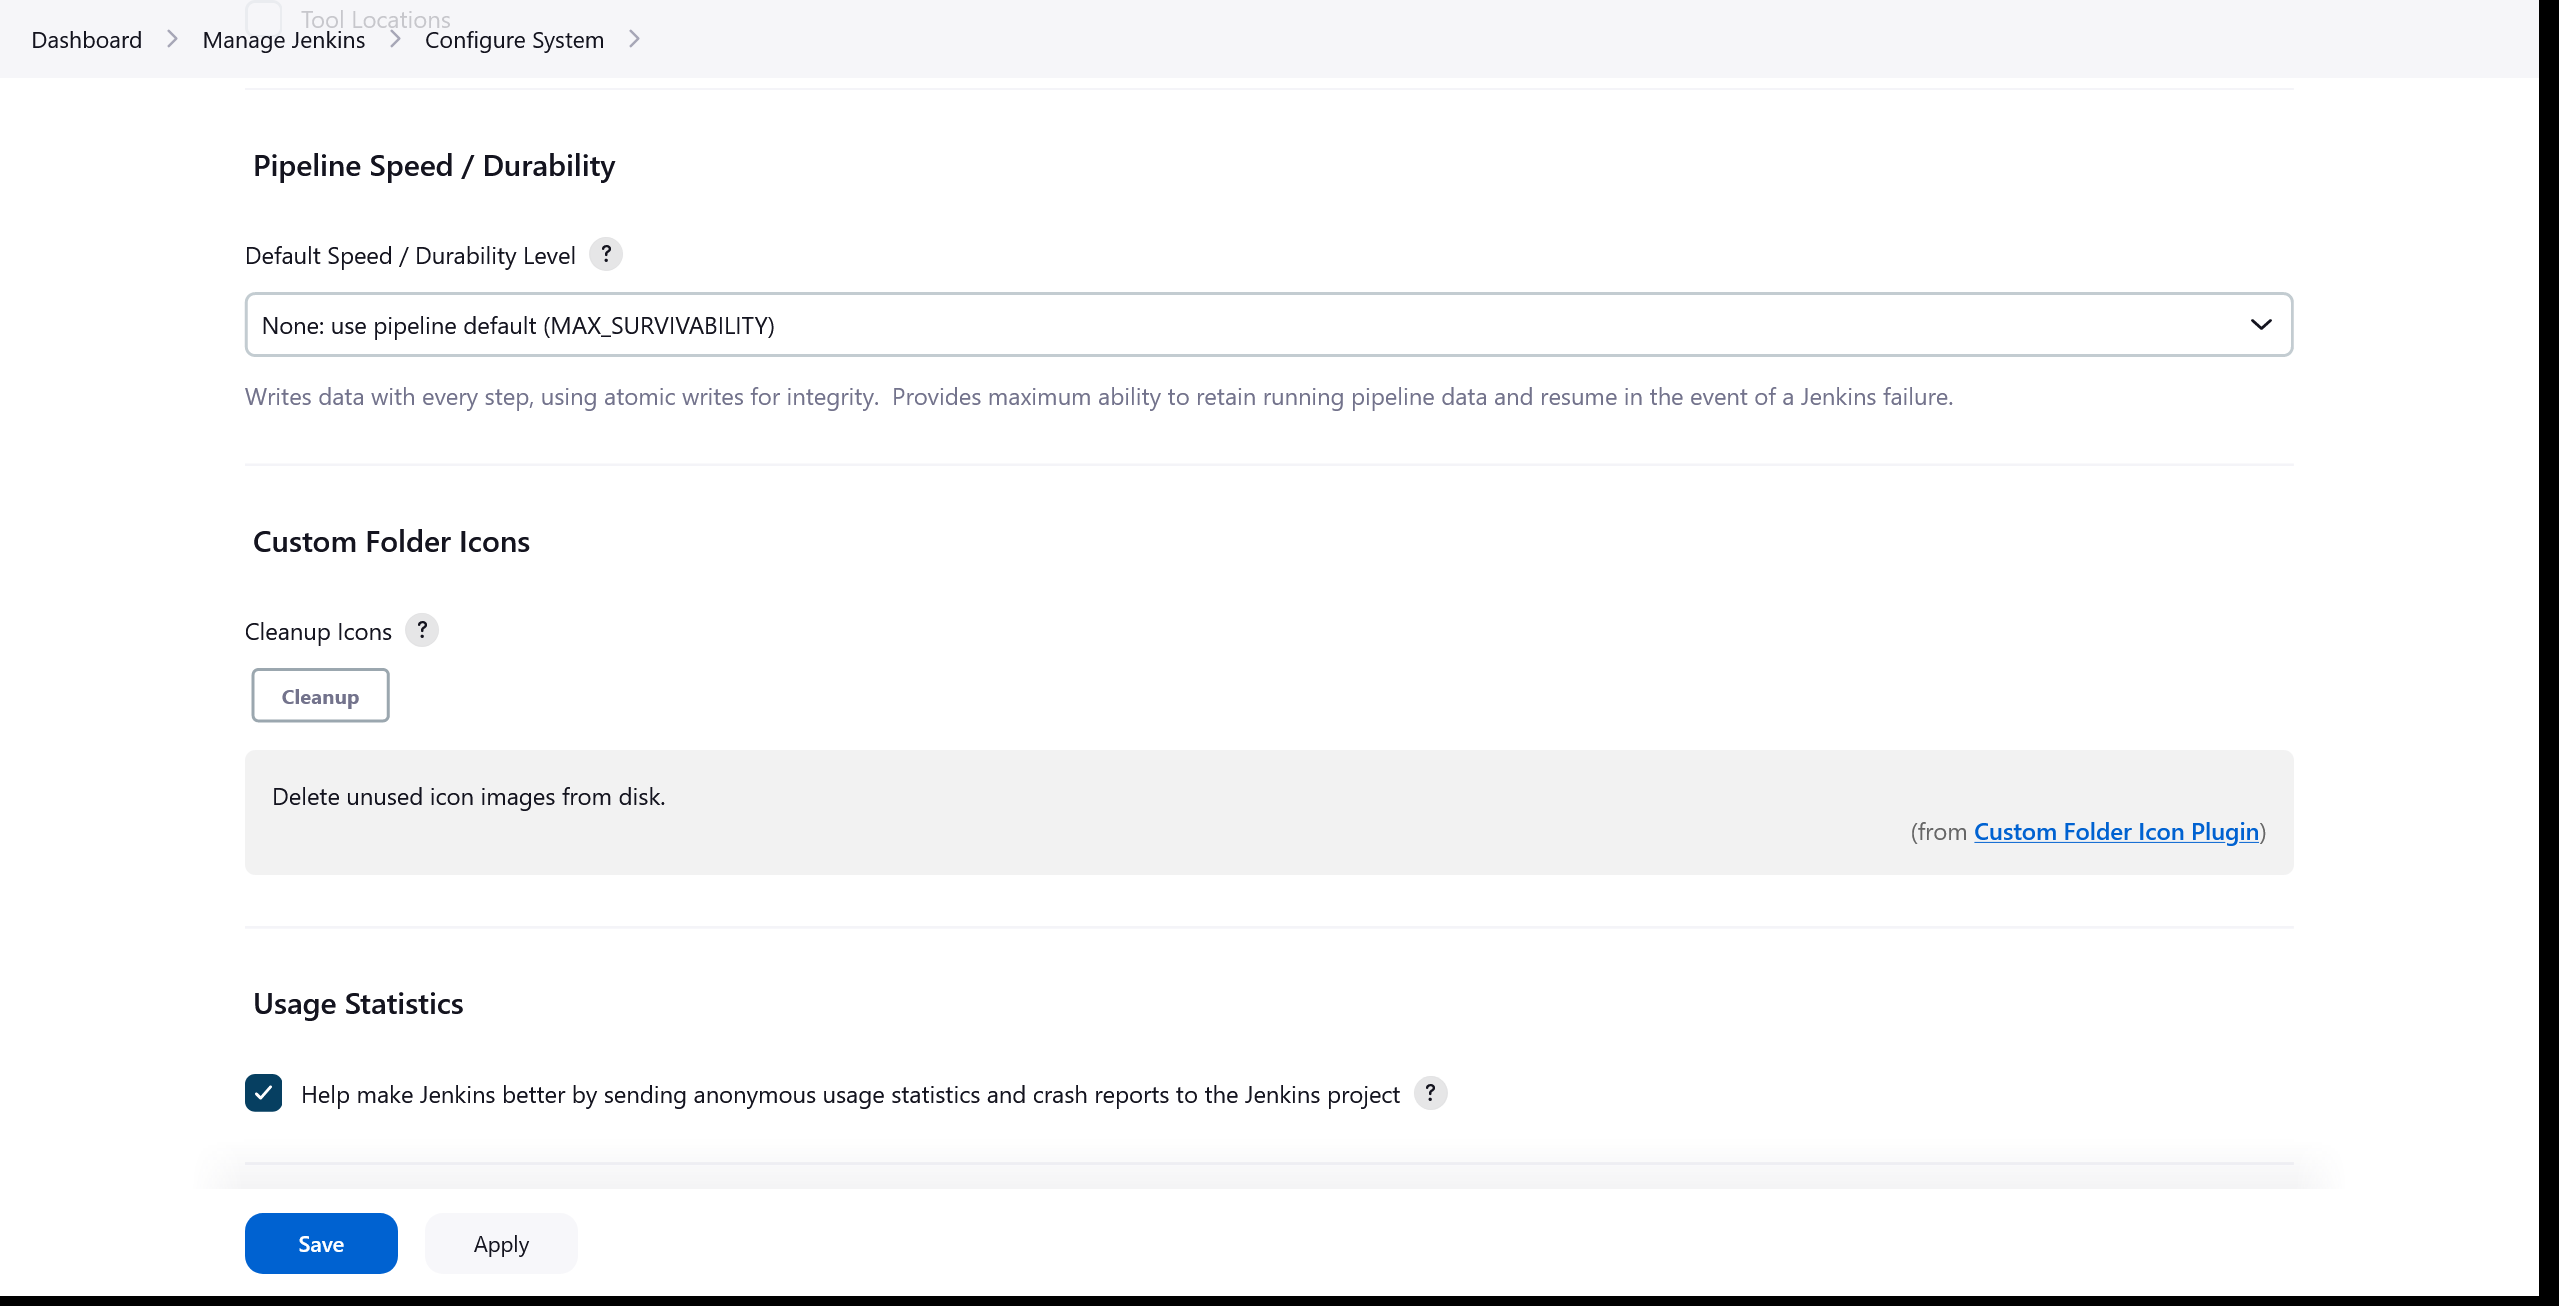 Tool Locations
Dashboard > Manage Jenkins > Configure System >
Pipeline Speed / Durability
Default Speed / Durability Level ?
None: use pipeline default (MAX_SURVIVABILITY)
Writes data with every step, using atomic writes for integrity.  Provides maximum ability to retain running pipeline data and resume in the event of a Jenkins failure.
Custom Folder Icons
Cleanup Icons ?
Cleanup
Delete unused icon images from disk.
(from Custom Folder Icon Plugin)
Usage Statistics
Help make Jenkins better by sending anonymous usage statistics and crash reports to the Jenkins project ?
Save Apply